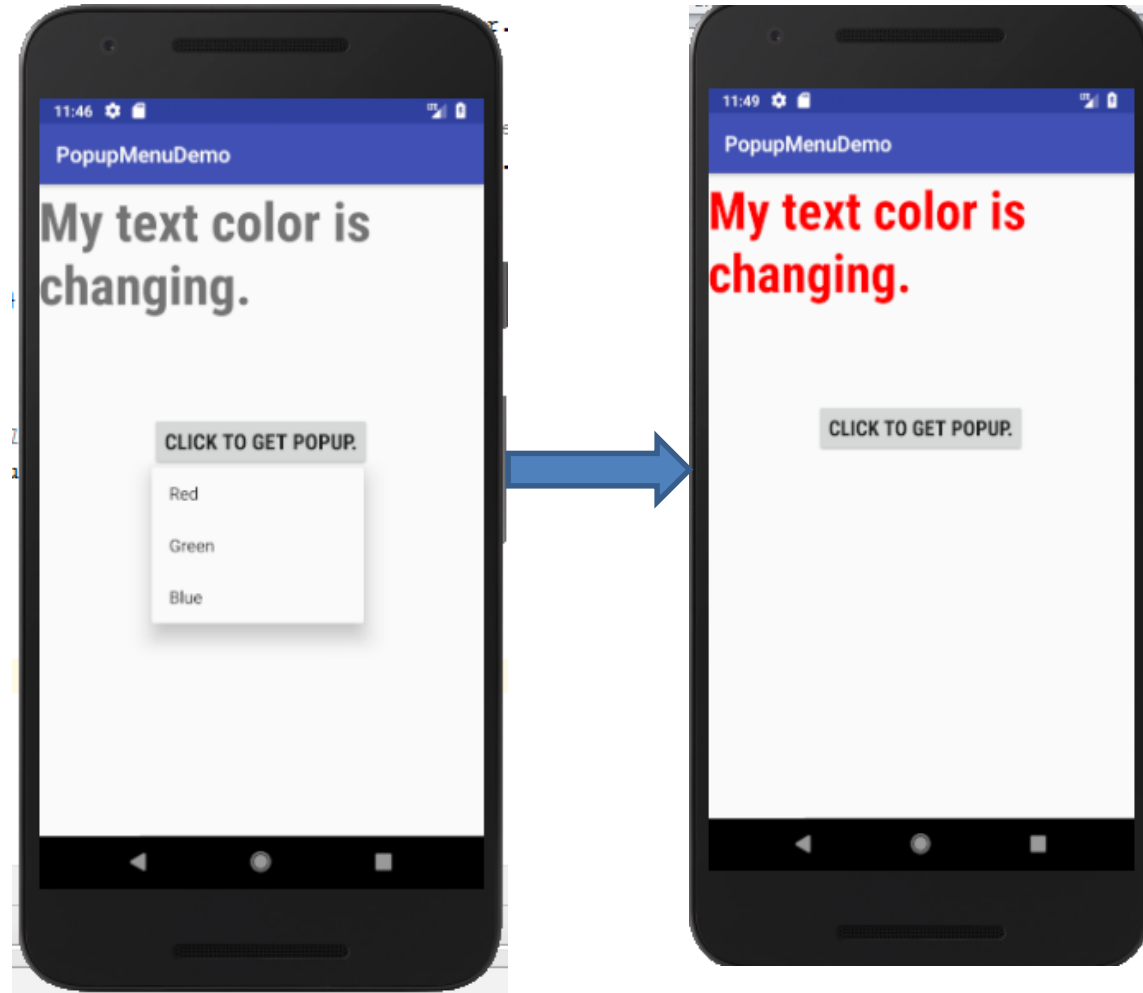 11:46
PopupMenuDemo
My text color is
changing.
CLICK TO GET POPUP.
Red
Green
Blue
11:49
PopupMenuDemo
My text color is
changing.
CLICK TO GET POPUP.